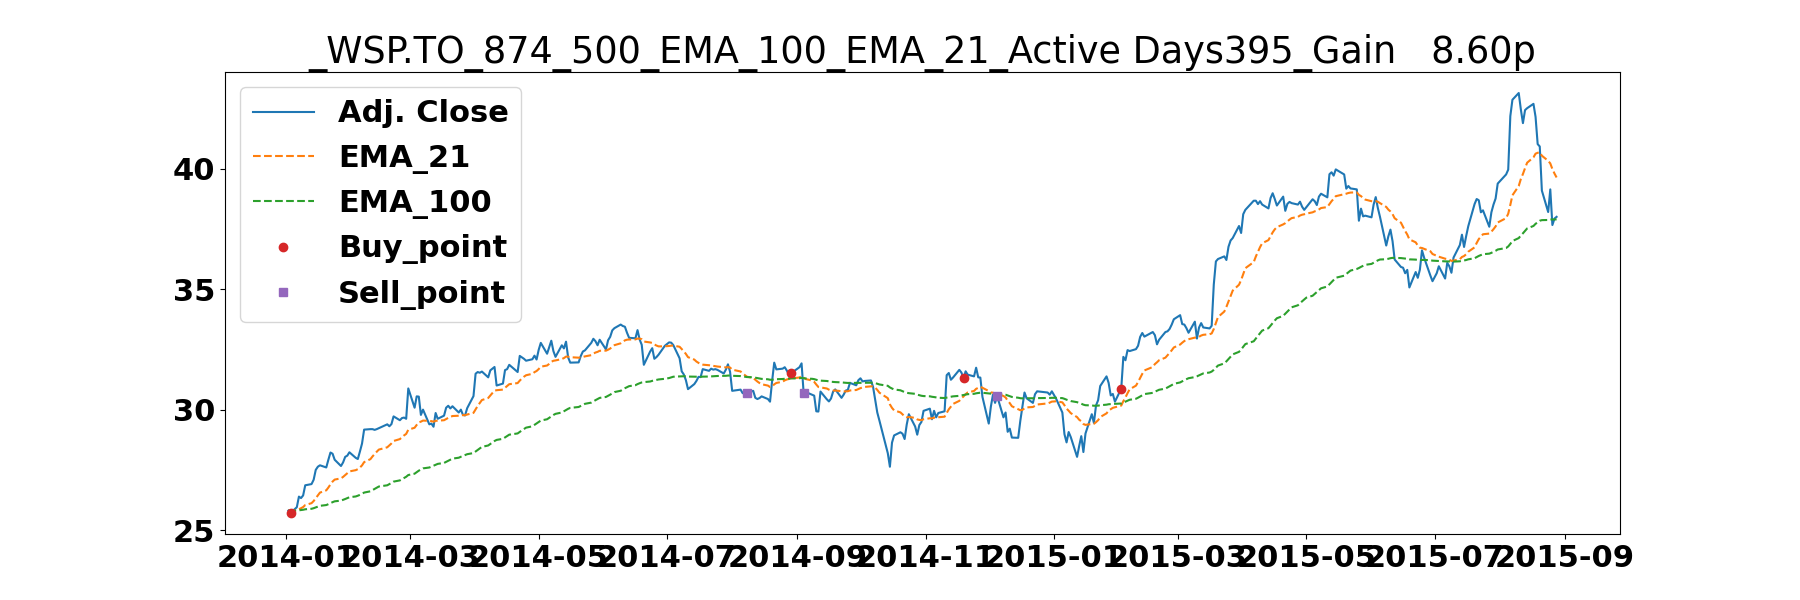 _WSP.TO_874_500_EMA_100_EMA_21_Active Days395_Gain   8.60p
Adj. Close
EMA_21
EMA_100
Buy_point
Sell_point
40
35
30
25
2014-01 2014-03 2014-05 2014-07 2014-09 2014-11 2015-01 2015-03 2015-05 2015-07 2015-09